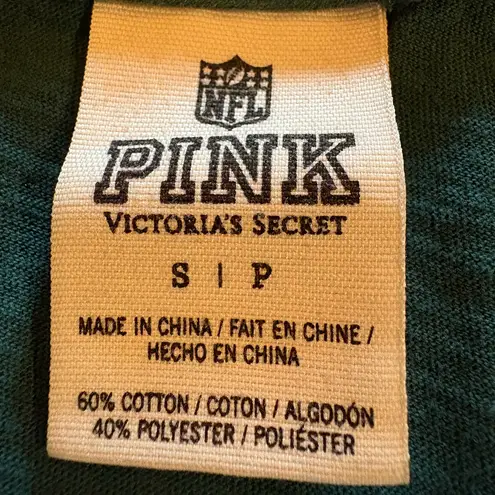 NFL
PINK
VICTORIA'S SECRET
S | P
MADE IN CHINA / FAIT EN CHINE /
HECHO EN CHINA
60% COTTON / COTON / ALGODÓN
40% POLYESTER / POLIÉSTER